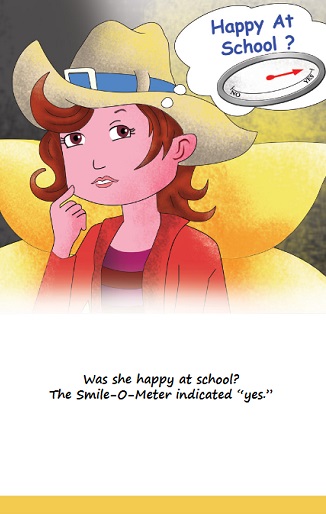 Happy At
School ?
NO YES
Was she happy at school?
The Smile-O-Meter indicated “yes.”